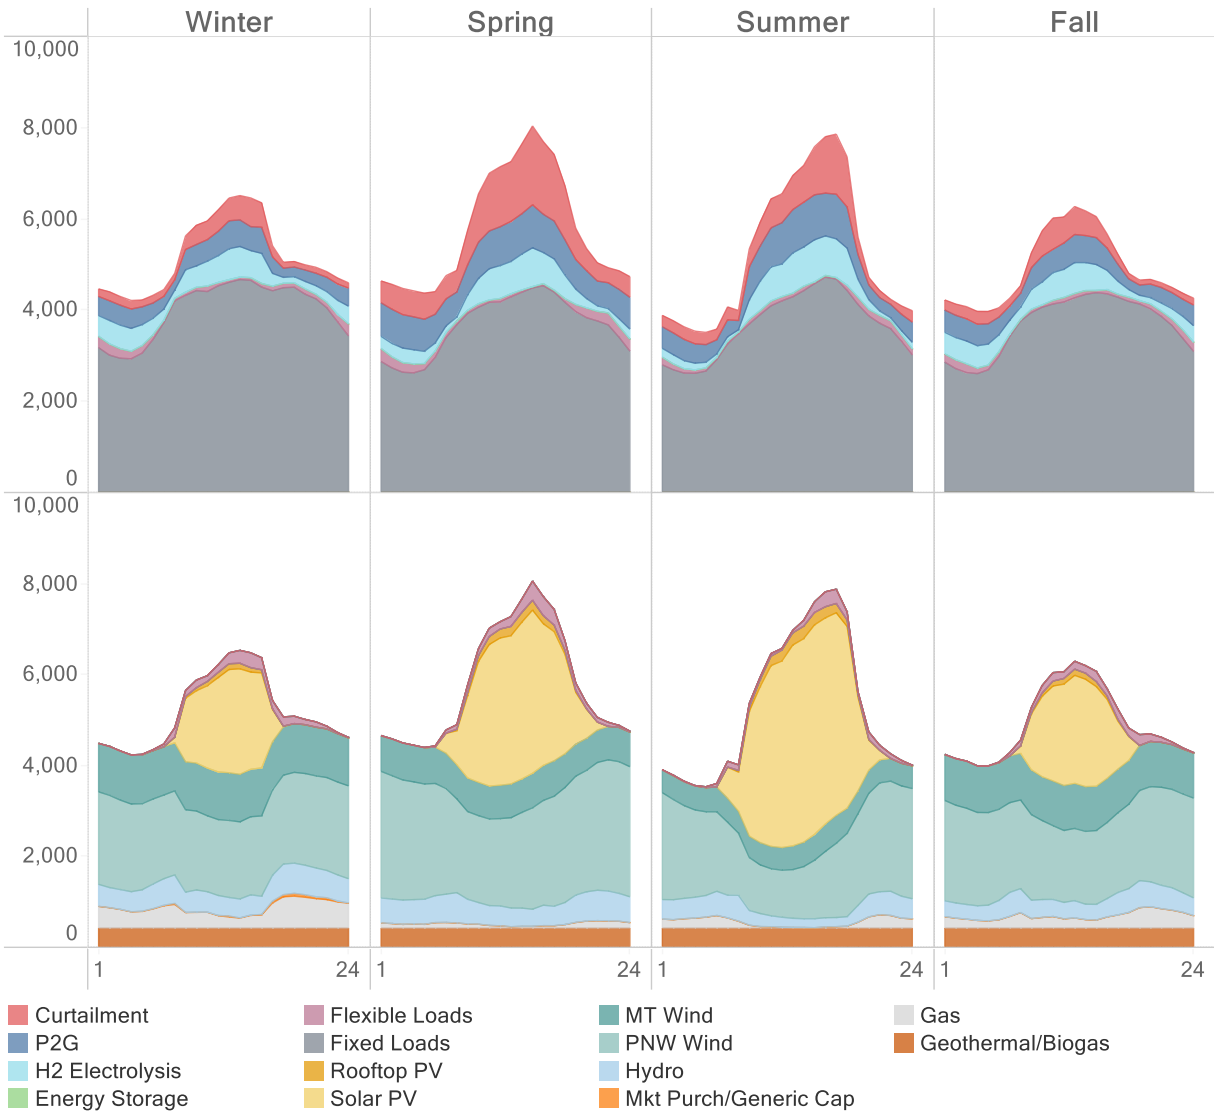 Winter Spring Summer Fall
10,000
8,000
6,000
4,000
2,000
0
10,000
8,000
6,000
4,000
2,000
0
1 24 1 24 1 24 1 24
Curtailment Flexible Loads MT Wind Gas
P2G Fixed Loads PNW Wind Geothermal/Biogas
H2 Electrolysis Rooftop PV Hydro
Energy Storage Solar PV Mkt Purch/Generic Cap